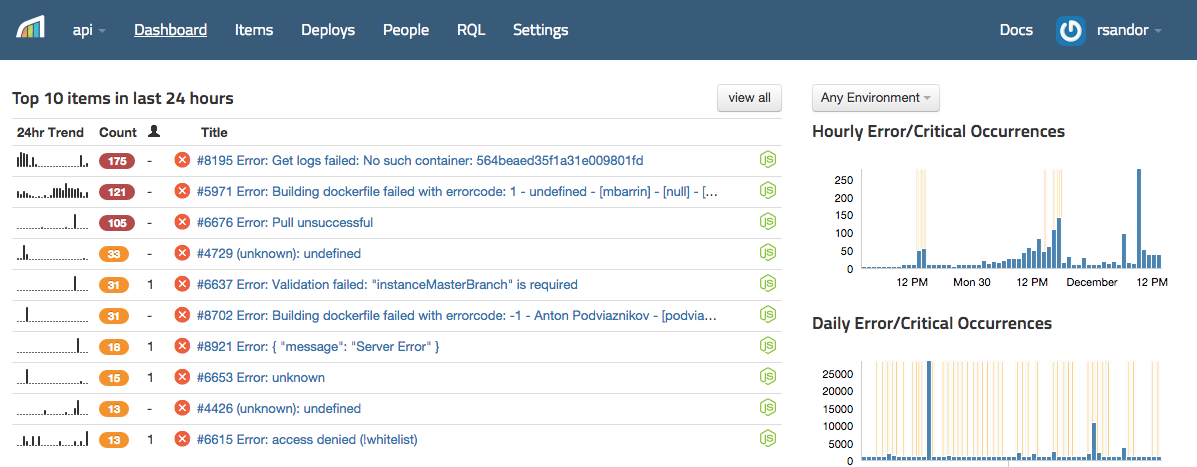 api Dashboard Items Deploys People RQL Settings Docs rsandor
Top 10 items in last 24 hours view all
24hr Trend Count Title
175 - #8195 Error: Get logs failed: No such container: 564beaed35f1a31e009801fd
121 - #5971 Error: Building dockerfile failed with errorcode: 1 - undefined - [mbarrin] - [null] - [...
105 - #6676 Error: Pull unsuccessful
33 - #4729 (unknown): undefined
31 1 #6637 Error: Validation failed: "instanceMasterBranch" is required
31 - #8702 Error: Building dockerfile failed with errorcode: -1 - Anton Podviaznikov - [podvia...
18 1 #8921 Error: { "message": "Server Error" }
15 1 #6653 Error: unknown
13 - #4426 (unknown): undefined
13 1 #6615 Error: access denied (!whitelist)
JS
JS
JS
JS
JS
JS
JS
JS
JS
JS
Any Environment
Hourly Error/Critical Occurrences
250
200
150
100
50
0
12 PM Mon 30 12 PM December 12 PM
Daily Error/Critical Occurrences
25000
20000
15000
10000
5000
0